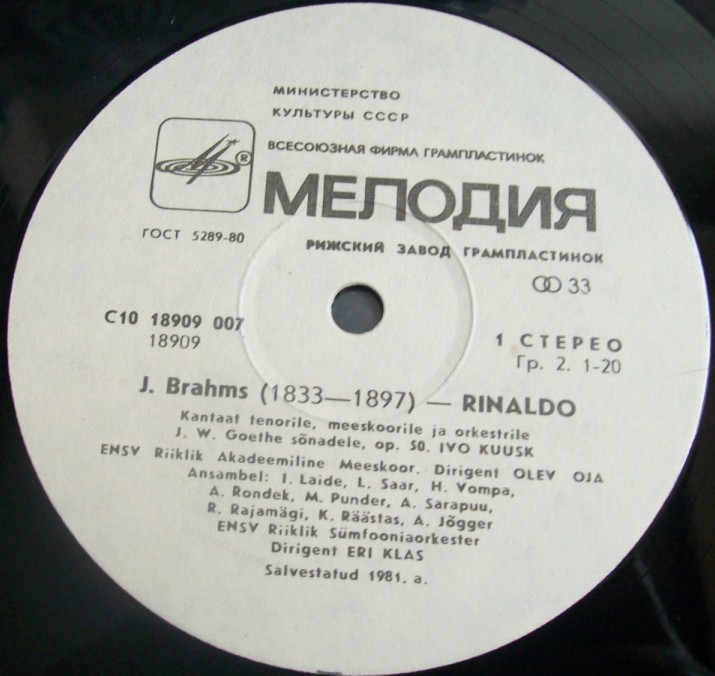 МИНИСТЕРСТВО
КУЛЬТУРЫ СССР
ВСЕСОЮЗНАЯ ФИРМА ГРАМПЛАСТИНОК
®
МЕЛОДИЯ
ГОСТ 5289-80
РИЖСКИЙ ЗАВОД ГРАМПЛАСТИНОК
33
С10 18909 007
18909
1 СТЕРЕО
Гр. 2. 1-20
J. Brahms (1833—1897) — RINALDO
Kantaat tenorile, meeskoorile ja orkestrile
J. W. Goethe sõnadele, op. 50. IVO KUUSK
ENSV Riiklik Akadeemiline Meeskoor. Dirigent OLEV OJA
Ansambel: I. Laide, L. Saar, H. Vompa,
A. Rondek, M. Punder, A. Sarapuu,
R. Rajamägi, K. Räästas, A. Jõgger
ENSV Riiklik Sümfooniaorkester
Dirigent ERI KLAS
Salvestatud 1981. a.